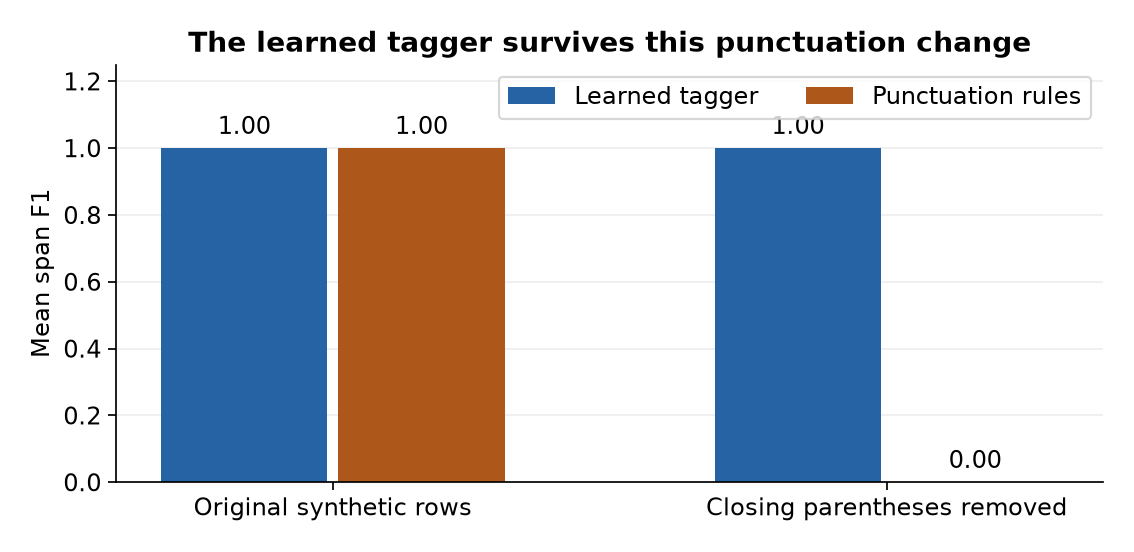 The learned tagger survives this punctuation change
Learned tagger
Punctuation rules
Mean span F1
1.2
1.0
0.8
0.6
0.4
0.2
0.0
1.00
1.00
1.00
0.00
Original synthetic rows
Closing parentheses removed